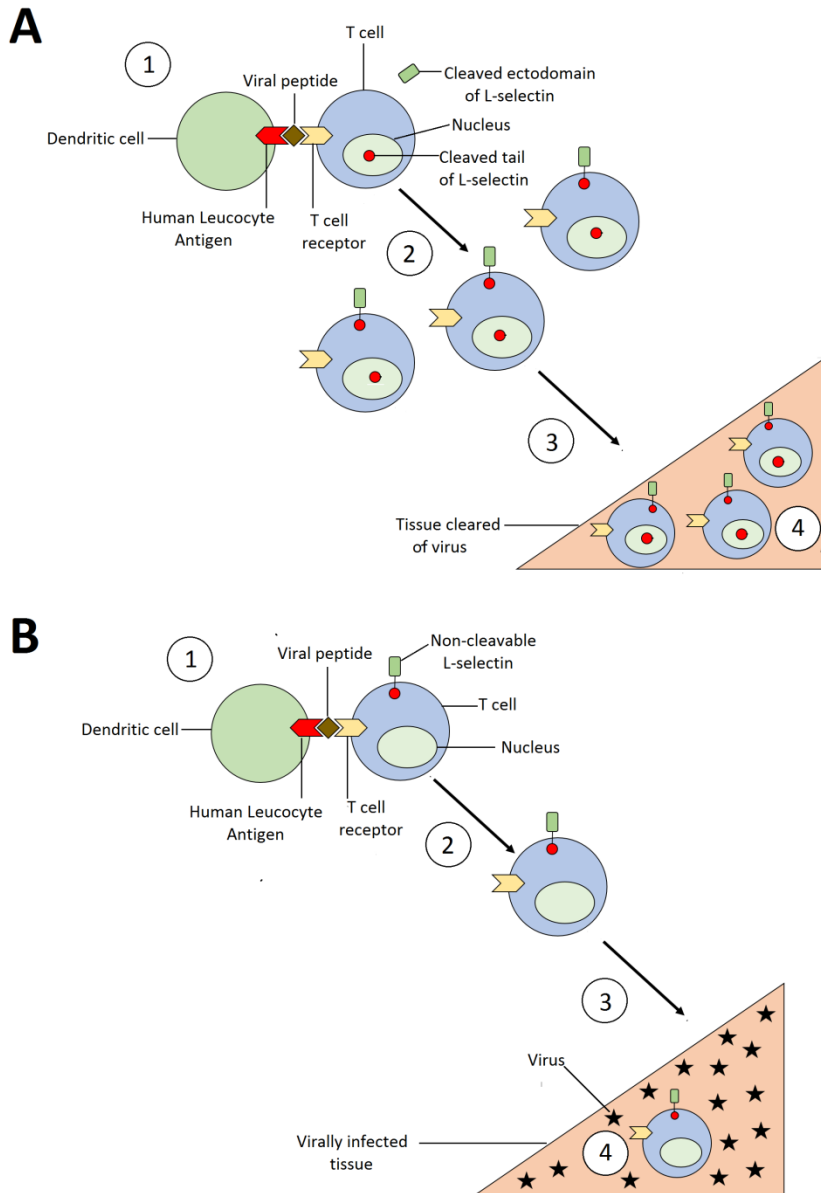 A
1
T cell
Viral peptide
Cleaved ectodomain
of L-selectin
Dendritic cell
Nucleus
Cleaved tail
of L-selectin
Human Leucocyte
Antigen
T cell
receptor
2
3
Tissue cleared
of virus
4
B
1
Viral peptide
Non-cleavable
L-selectin
T cell
Dendritic cell
Nucleus
Human Leucocyte
Antigen
T cell
receptor
2
3
Virus
Virally infected
tissue
4